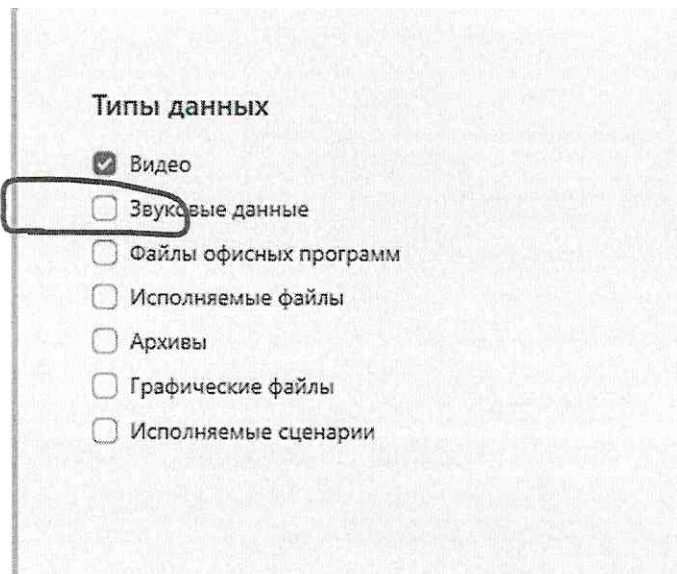 Типы данных
Видео
Звуковые данные
Файлы офисных программ
Исполняемые файлы
Архивы
Графические файлы
Исполняемые сценарии